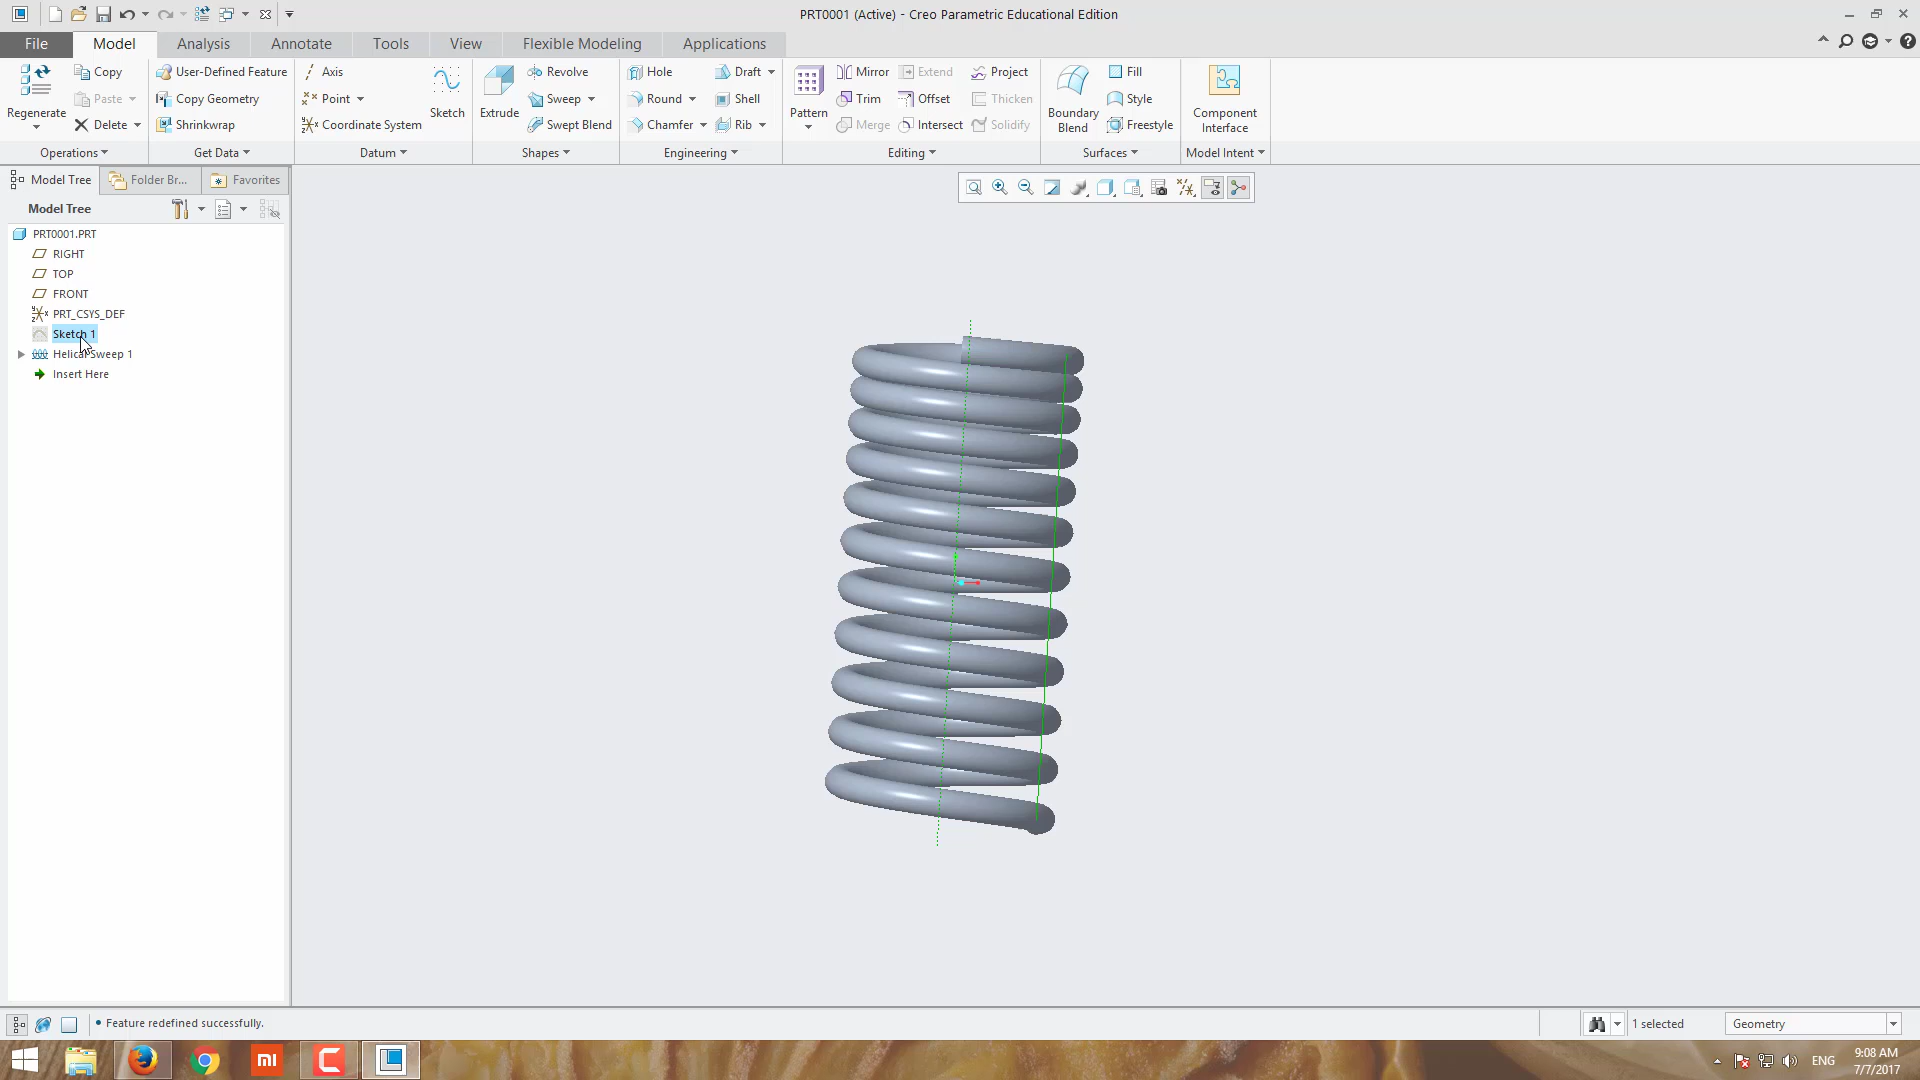 PRT0001 (Active) - Creo Parametric Educational Edition
File Model Analysis Annotate Tools View Flexible Modeling Applications
Regenerate
Copy
Paste
Delete
Operations
User-Defined Feature
Copy Geometry
Shrinkwrap
Get Data
Axis
Point
Coordinate System
Sketch
Datum
Extrude
Revolve
Sweep
Swept Blend
Shapes
Hole
Round
Chamfer
Draft
Shell
Rib
Engineering
Pattern
Mirror
Trim
Merge
Extend
Offset
Intersect
Project
Thicken
Solidify
Editing
Boundary
Blend
Fill
Style
Freestyle
Surfaces
Component
Interface
Model Intent
Model Tree
Folder Br...
Favorites
Model Tree
PRT0001.PRT
RIGHT
TOP
FRONT
PRT_CSYS_DEF
Sketch 1
Helical Sweep 1
Insert Here
Feature redefined successfully.
1 selected
Geometry
ENG
9:08 AM
7/7/2017